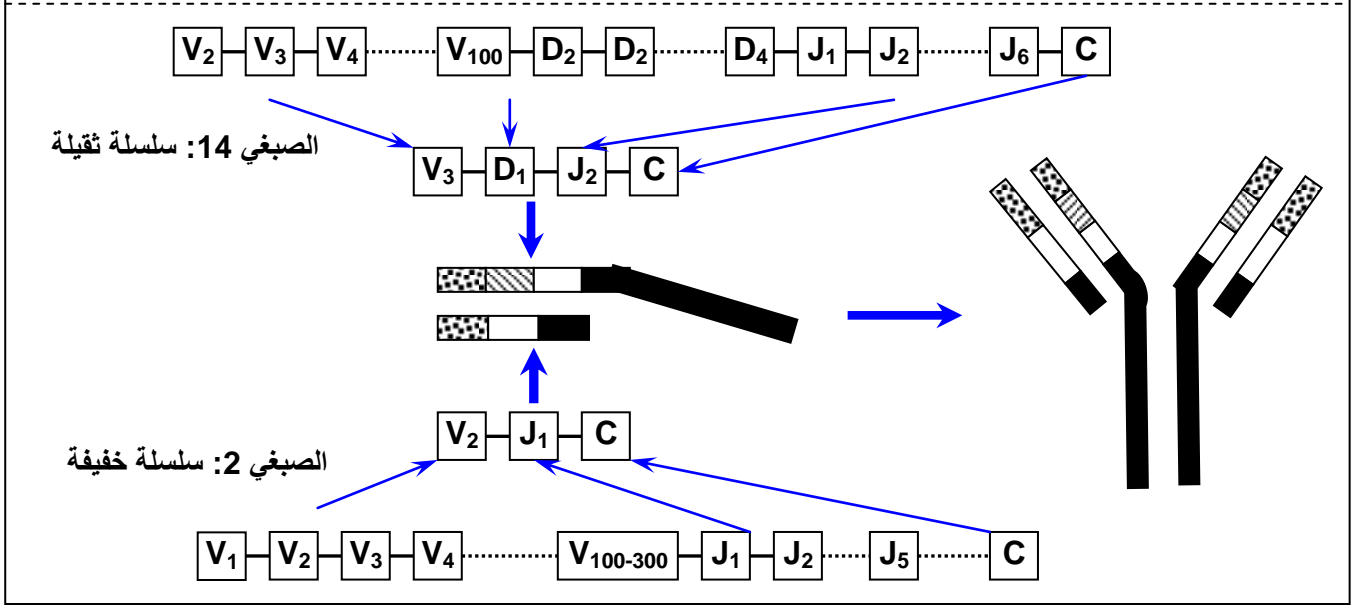 V₂ V₃ V₄ V₁₀₀ D₂ D₂ D₄ J₁ J₂ J₆ C
الصبغي 14: سلسلة ثقيلة
V₃ D₁ J₂ C
V₂ J₁ C
الصبغي 2: سلسلة خفيفة
V₁ V₂ V₃ V₄ V₁₀₀₋₃₀₀ J₁ J₂ J₅ C